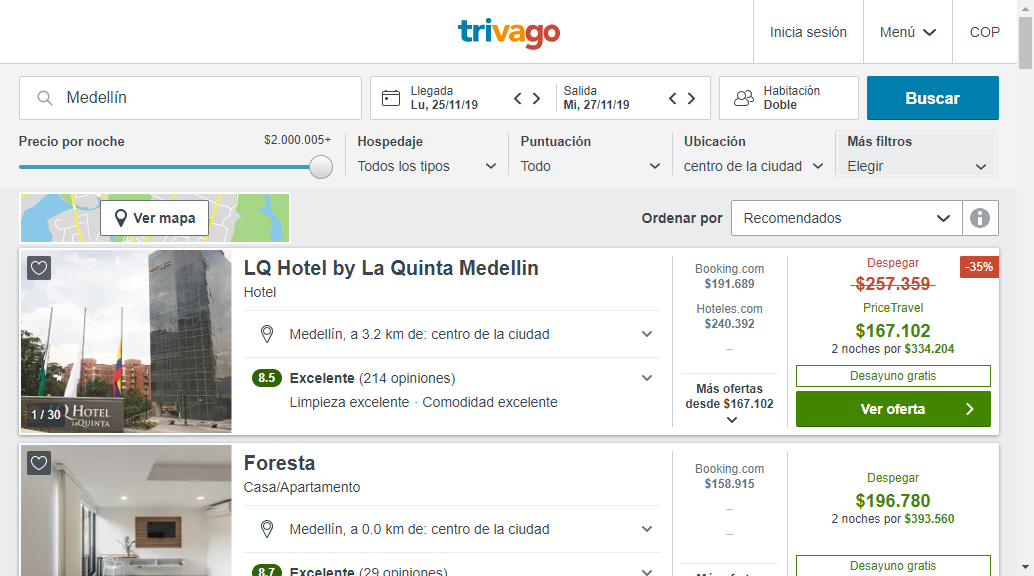 trivago
Inicia sesión
Menú
COP
Medellín
Llegada
Lu, 25/11/19
Salida
Mi, 27/11/19
Habitación
Doble
Buscar
Precio por noche
$2.000.005+
Hospedaje
Todos los tipos
Puntuación
Todo
Ubicación
centro de la ciudad
Más filtros
Elegir
Ver mapa
Ordenar por
Recomendados
LQ Hotel by La Quinta Medellin
Hotel
Medellín, a 3.2 km de: centro de la ciudad
8.5 Excelente (214 opiniones)
Limpieza excelente · Comodidad excelente
1 / 30
HOTEL
LAQUINTA
Booking.com
$191.689
Hoteles.com
$240.392
–
Más ofertas
desde $167.102
Despegar
-35%
$257.359
PriceTravel
$167.102
2 noches por $334.204
Desayuno gratis
Ver oferta
Foresta
Casa/Apartamento
Medellín, a 0.0 km de: centro de la ciudad
8.7 Excelente (29 opiniones)
Booking.com
$158.915
–
–
Más ofertas
Despegar
$196.780
2 noches por $393.560
Desayuno gratis